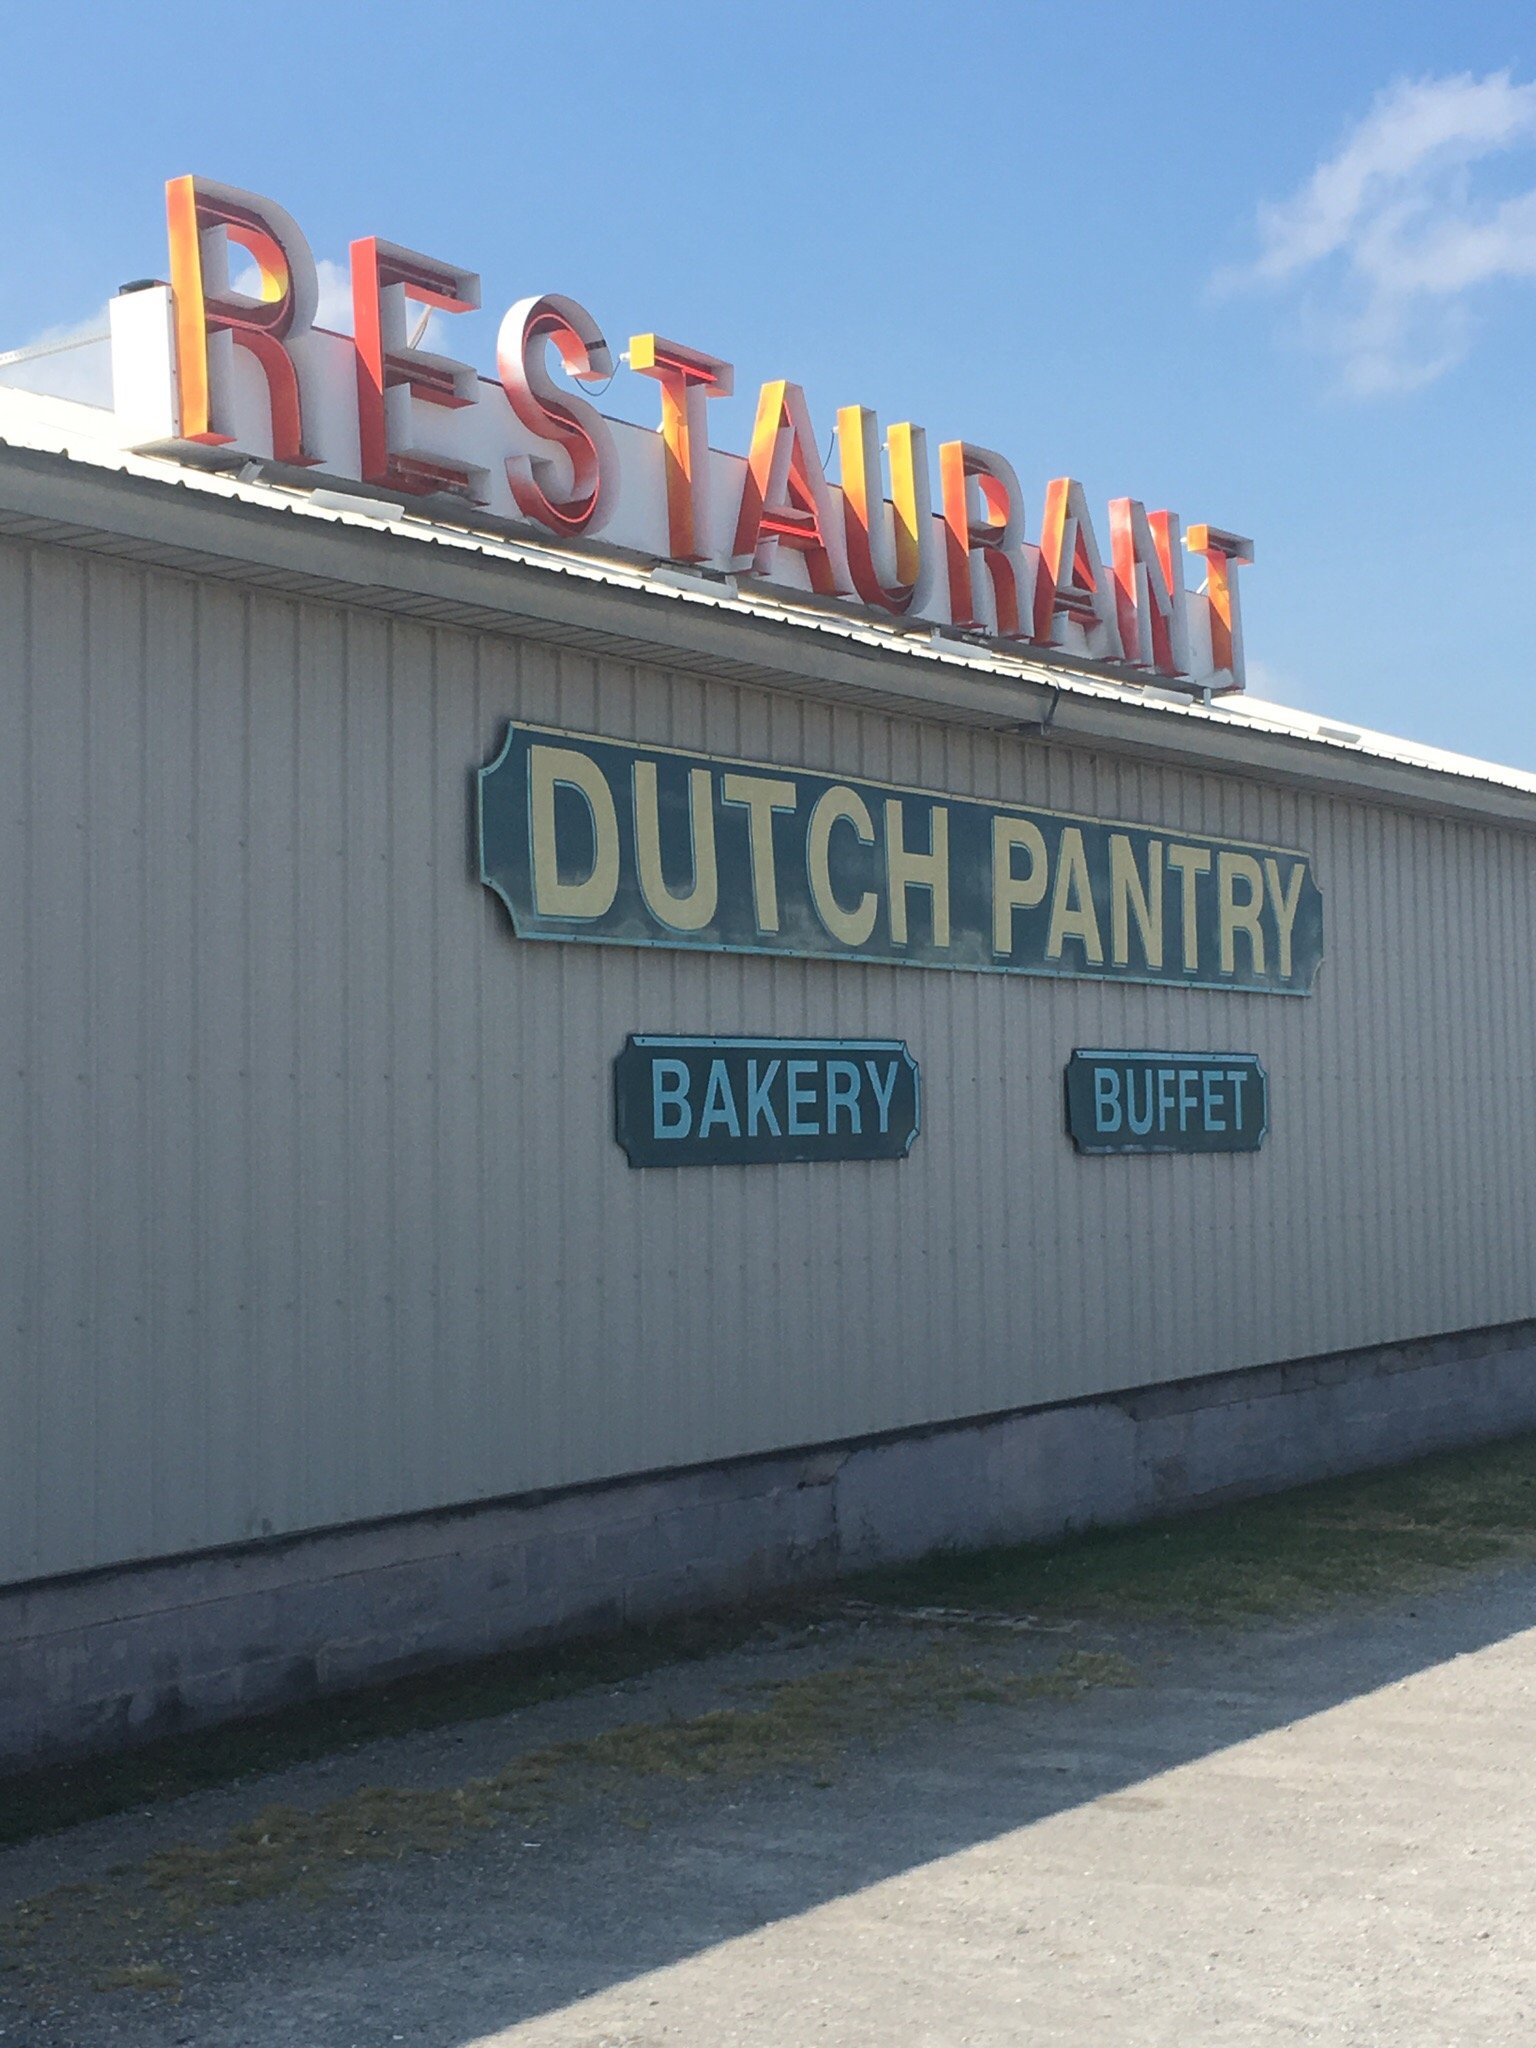 RESTAURANT
DUTCH PANTRY
BAKERY
BUFFET